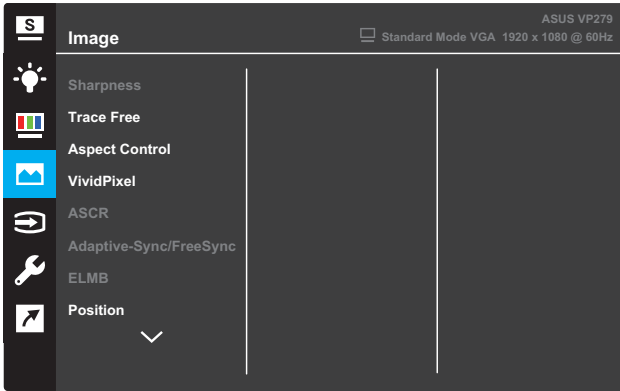 S
ASUS VP279
Image
Standard Mode VGA 1920 x 1080 @ 60Hz
Sharpness
Trace Free
Aspect Control
VividPixel
ASCR
Adaptive-Sync/FreeSync
ELMB
Position